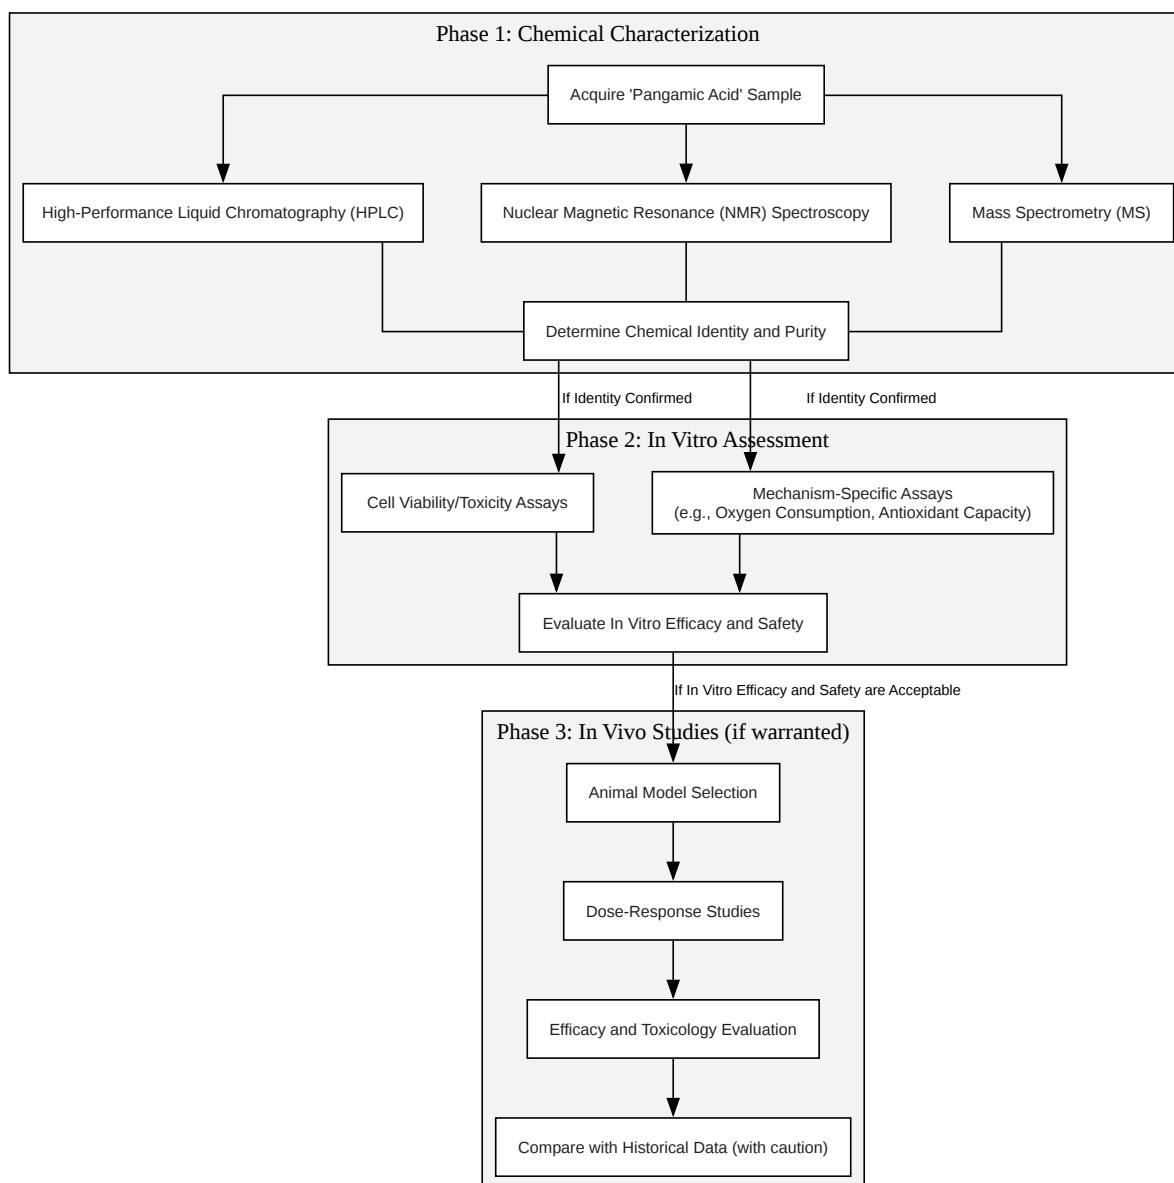 Phase 1: Chemical Characterization
Acquire 'Pangamic Acid' Sample
High-Performance Liquid Chromatography (HPLC)
Nuclear Magnetic Resonance (NMR) Spectroscopy
Mass Spectrometry (MS)
Determine Chemical Identity and Purity
If Identity Confirmed
If Identity Confirmed
Phase 2: In Vitro Assessment
Cell Viability/Toxicity Assays
Mechanism-Specific Assays
(e.g., Oxygen Consumption, Antioxidant Capacity)
Evaluate In Vitro Efficacy and Safety
If In Vitro Efficacy and Safety are Acceptable
Phase 3: In Vivo Studies (if warranted)
Animal Model Selection
Dose-Response Studies
Efficacy and Toxicology Evaluation
Compare with Historical Data (with caution)